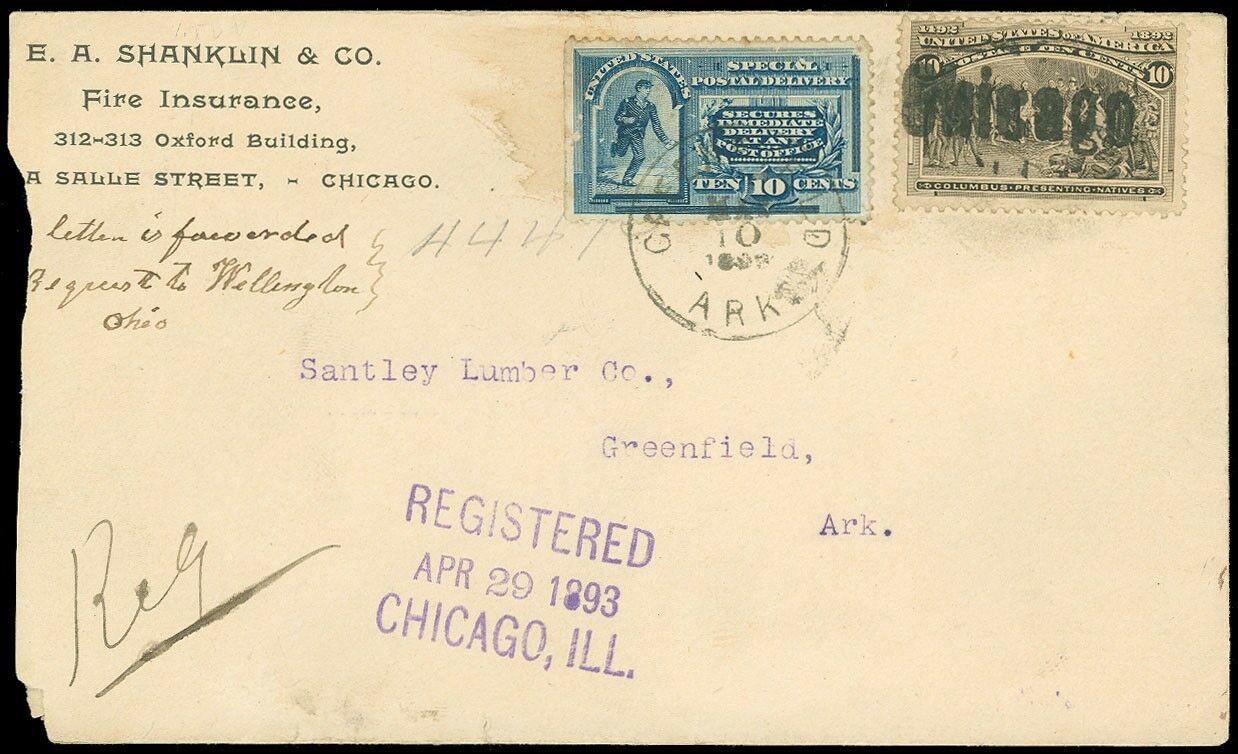 E. A. SHANKLIN & CO.
Fire Insurance,
312-313 Oxford Building,
A SALLE STREET, - CHICAGO.
letter is forwerded
Request to Wellington
Ohio
UNITED STATES
SPECIAL
POSTAL DELIVERY
SECURES
IMMEDIATE
DELIVERY
AT ANY
POST OFFICE
TEN 10 CENTS
1492 1892
UNITED STATES OF AMERICA
POSTAGE TEN CENTS
10 10
Chicago
COLUMBUS PRESENTING NATIVES
10
ARK
Santley Lumber Co.,
Greenfield,
Ark.
REGISTERED
APR 29 1893
CHICAGO, ILL.
Reg